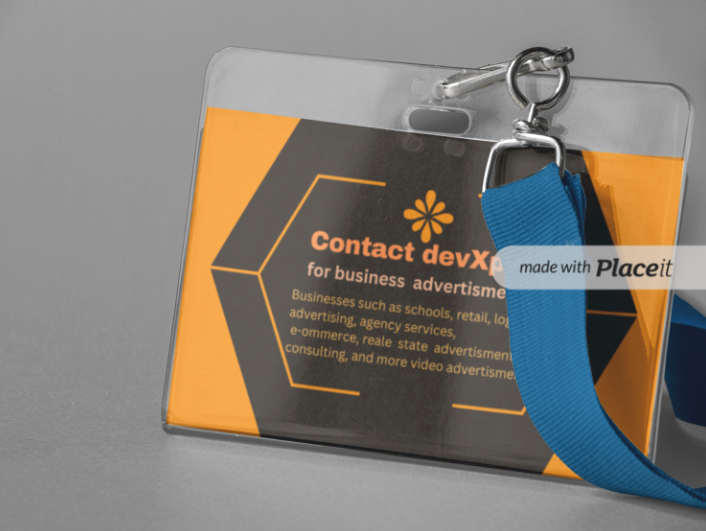 Contact devXp
for business advertisme
Businesses such as schools, retail, log
advertising, agency services,
e-ommerce, reale state advertisment
consulting, and more video advertisme
made with Placeit